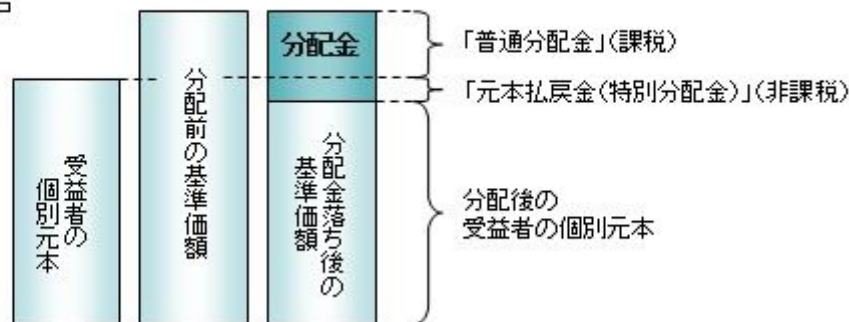 受益者の
個別元本
分配前の基準価額
分配金
分配金落ち後の
基準価額
「普通分配金」(課税)
「元本払戻金(特別分配金)」(非課税)
分配後の
受益者の個別元本